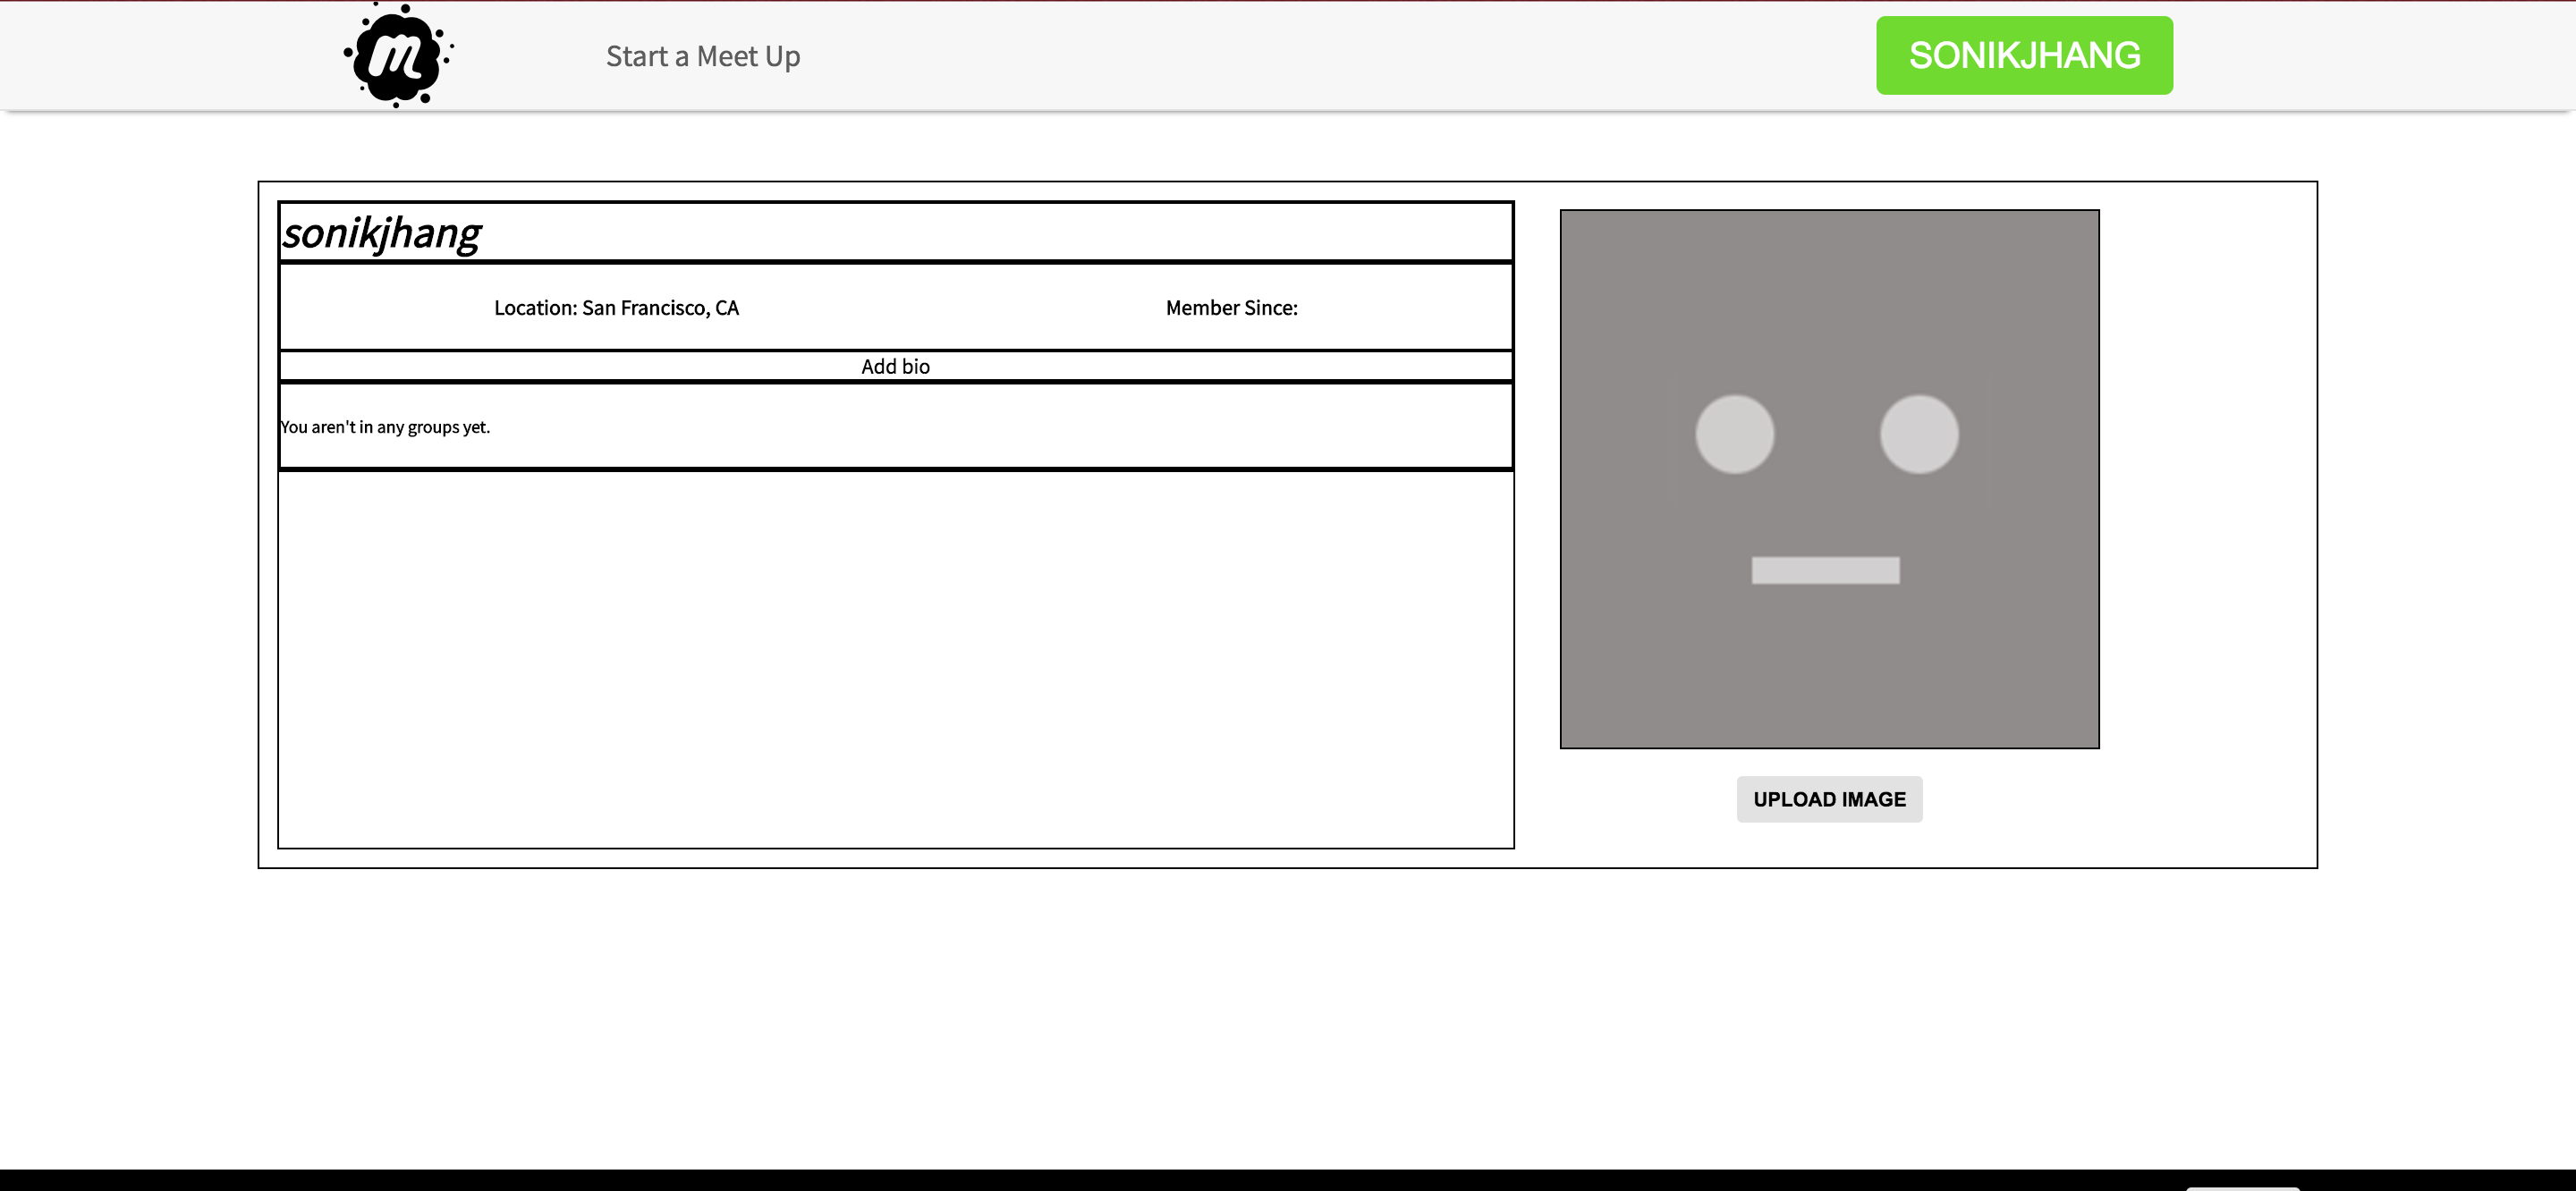 m
Start a Meet Up
SONIKJHANG
sonikjhang
Location: San Francisco, CA
Member Since:
Add bio
You aren't in any groups yet.
UPLOAD IMAGE